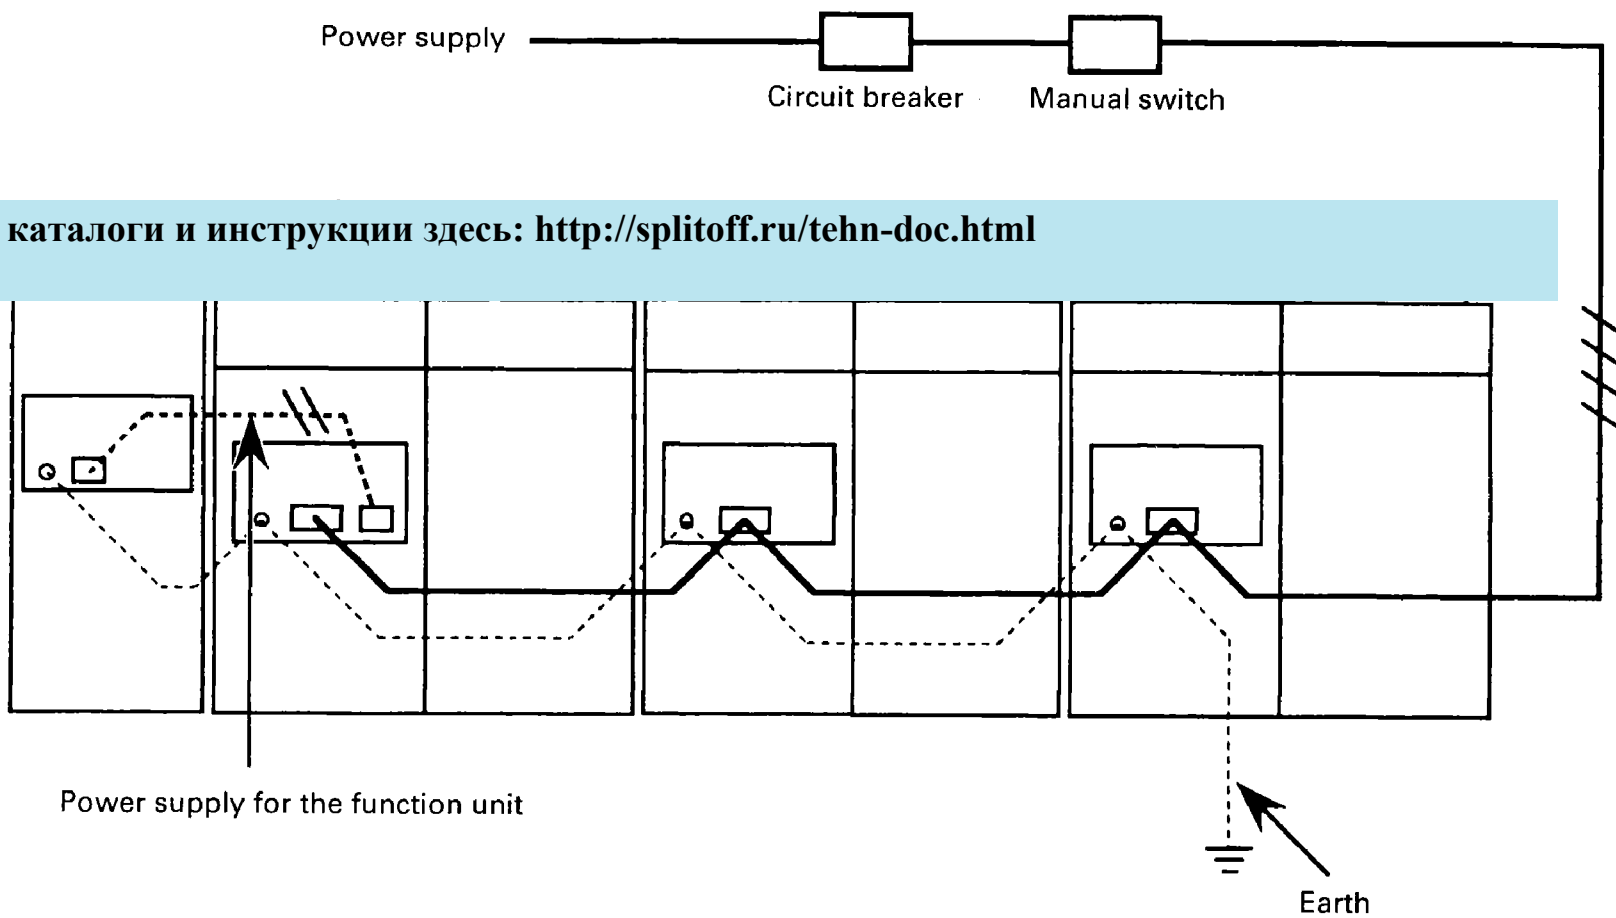 Power supply
Circuit breaker
Manual switch
каталоги и инструкции здесь: http://splitoff.ru/tehn-doc.html
Power supply for the function unit
Earth